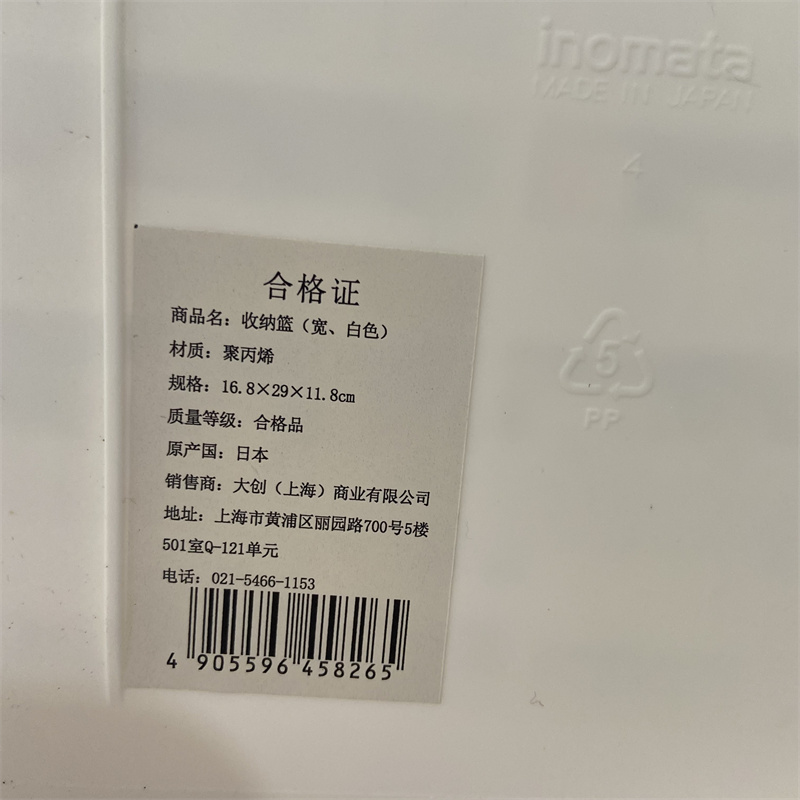 inomata
MADE IN JAPAN
4
合格证
商品名：收纳篮（宽、白色）
材质：聚丙烯
规格：16.8×29×11.8cm
质量等级：合格品
原产国：日本
销售商：大创（上海）商业有限公司
地址：上海市黄浦区丽园路700号5楼
501室Q-121单元
电话：021-5466-1153
4 905596 458265
5
PP